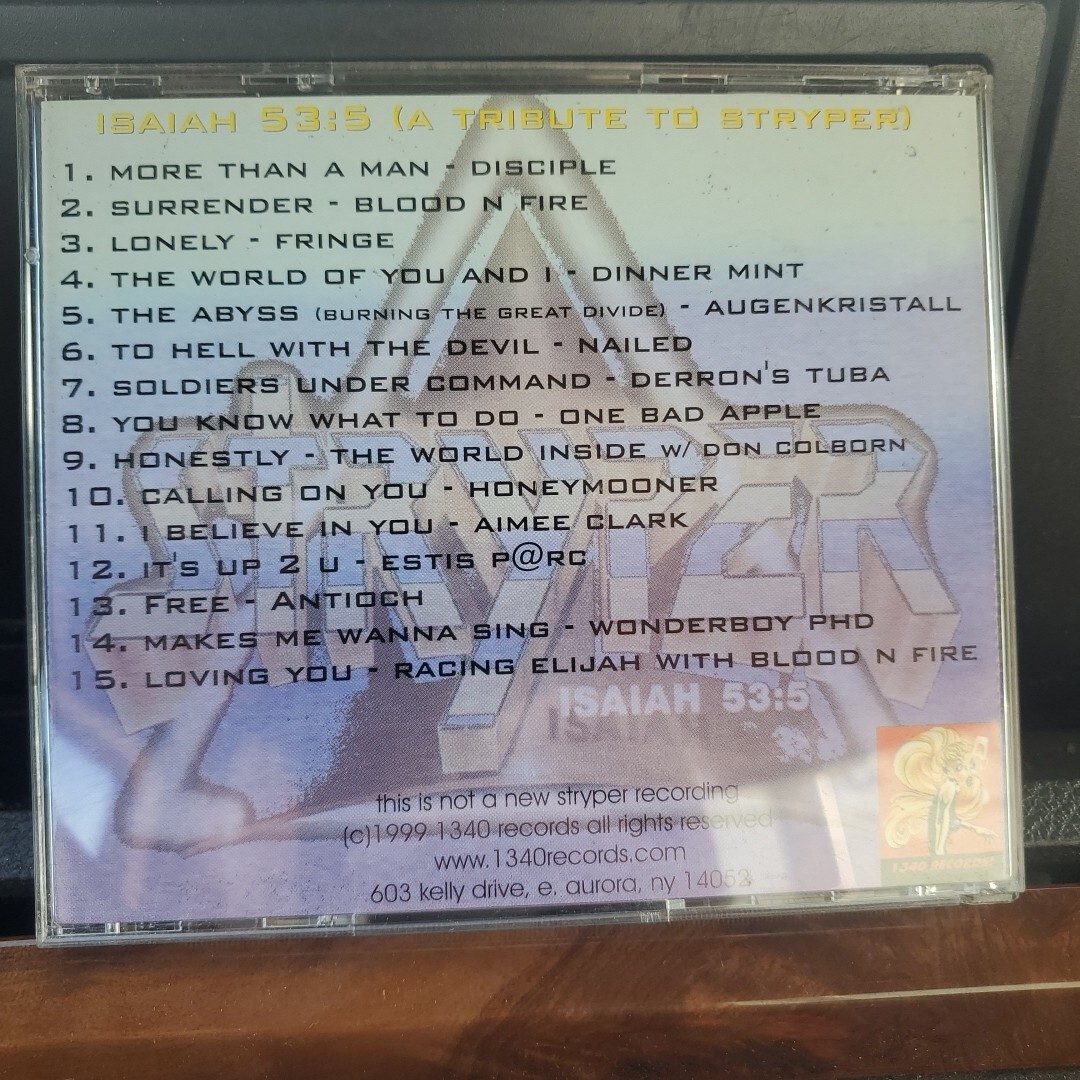 ISAIAH 53:5 (A TRIBUTE TO STRYPER)
1. MORE THAN A MAN - DISCIPLE
2. SURRENDER - BLOOD N FIRE
3. LONELY - FRINGE
4. THE WORLD OF YOU AND I - DINNER MINT
5. THE ABYSS (BURNING THE GREAT DIVIDE) - AUGENKRISTALL
6. TO HELL WITH THE DEVIL - NAILED
7. SOLDIERS UNDER COMMAND - DERRON'S TUBA
8. YOU KNOW WHAT TO DO - ONE BAD APPLE
9. HONESTLY - THE WORLD INSIDE W/ DON COLBORN
10. CALLING ON YOU - HONEYMOONER
11. I BELIEVE IN YOU - AIMEE CLARK
12. IT'S UP 2 U - ESTIS P@RC
13. FREE - ANTIOCH
14. MAKES ME WANNA SING - WONDERBOY PHD
15. LOVING YOU - RACING ELIJAH WITH BLOOD N FIRE
STRYPER
ISAIAH 53:5
this is not a new stryper recording
(c)1999 1340 records all rights reserved
www.1340records.com
603 kelly drive, e. aurora, ny 14052
1340 RECORDS!